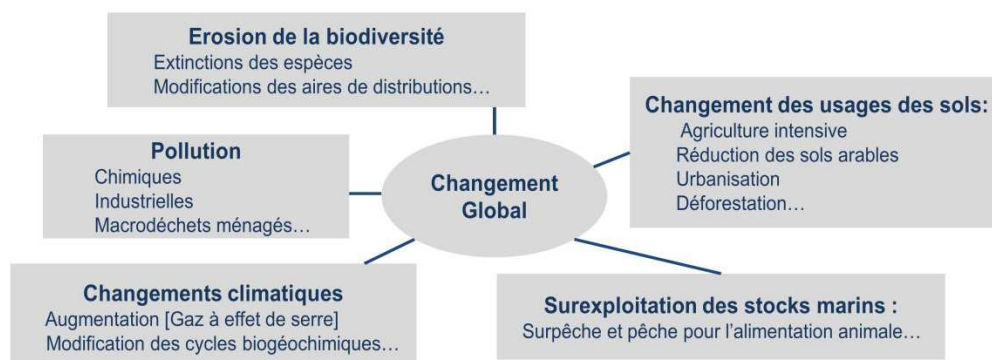 Erosion de la biodiversité
Extinctions des espèces
Modifications des aires de distributions…
Changement des usages des sols:
Agriculture intensive
Réduction des sols arables
Urbanisation
Déforestation…
Pollution
Chimiques
Industrielles
Macrodéchets ménagés…
Changement
Global
Changements climatiques
Augmentation [Gaz à effet de serre]
Modification des cycles biogéochimiques…
Surexploitation des stocks marins :
Surpêche et pêche pour l’alimentation animale…